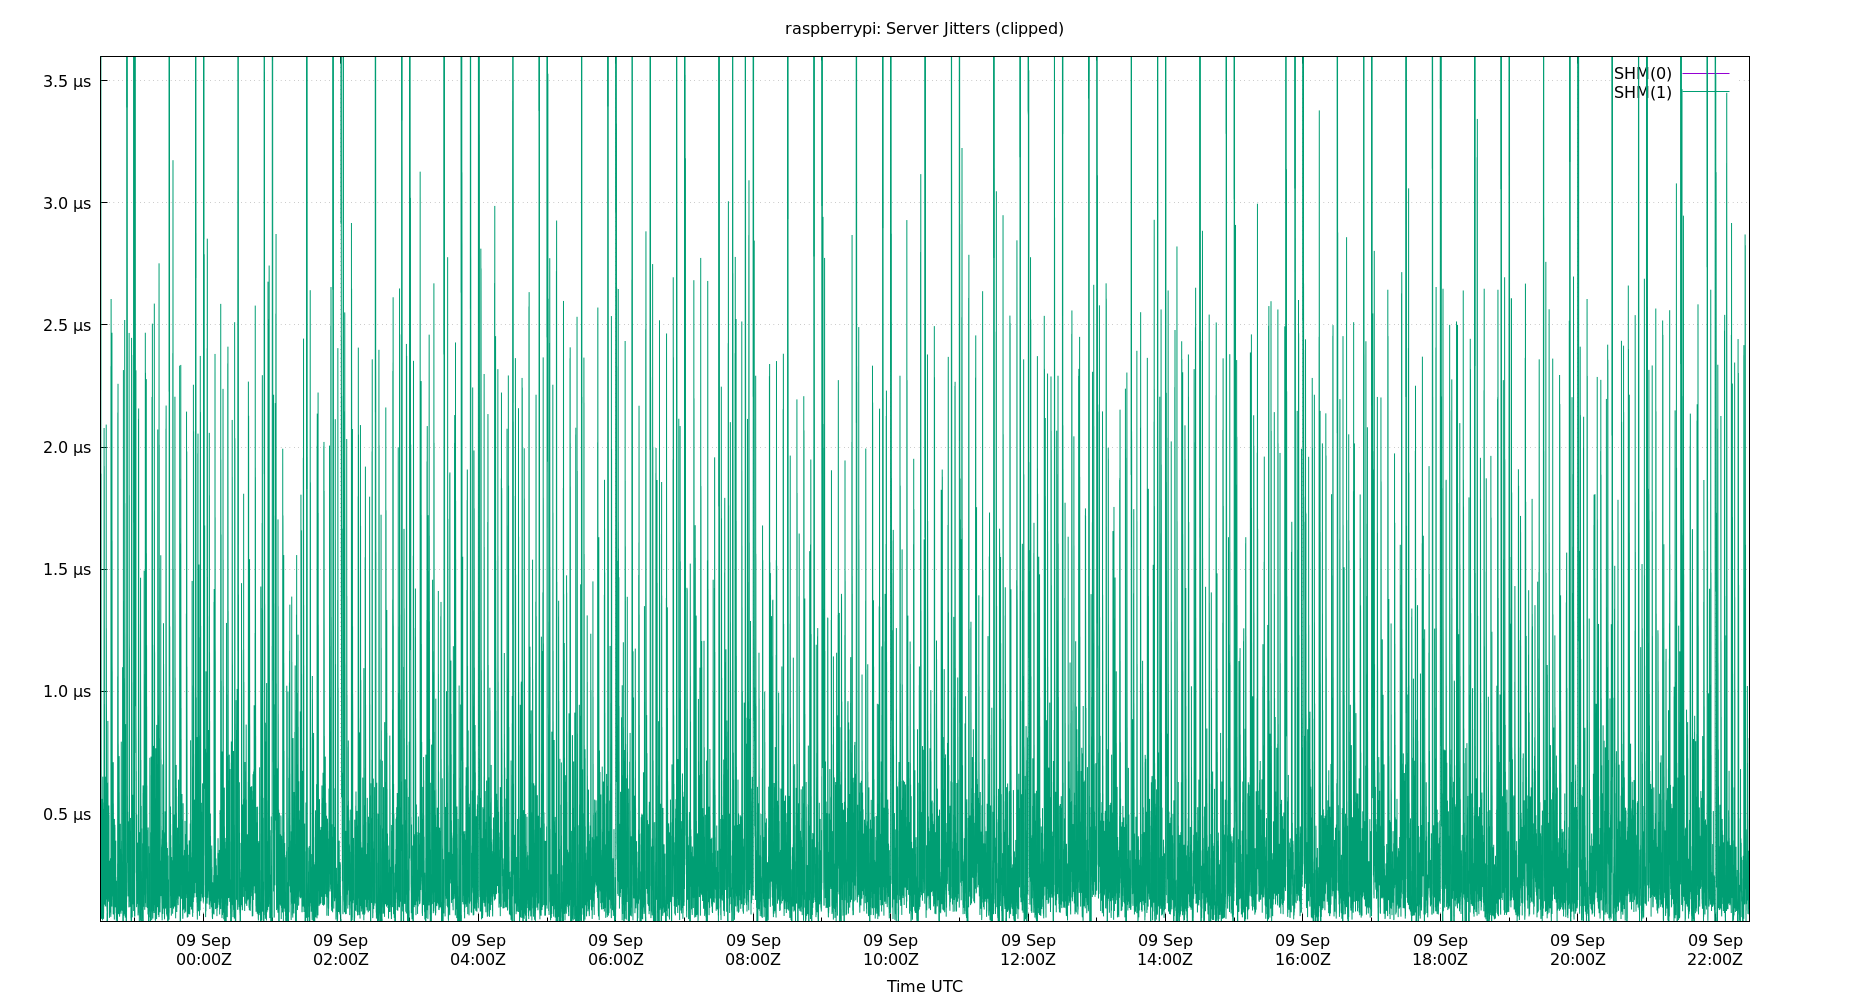 raspberrypi: Server Jitters (clipped)
SHM(0)
SHM(1)
3.5 µs
3.0 µs
2.5 µs
2.0 µs
1.5 µs
1.0 µs
0.5 µs
09 Sep 09 Sep 09 Sep 09 Sep 09 Sep 09 Sep 09 Sep 09 Sep 09 Sep 09 Sep 09 Sep 09 Sep
00:00Z 02:00Z 04:00Z 06:00Z 08:00Z 10:00Z 12:00Z 14:00Z 16:00Z 18:00Z 20:00Z 22:00Z
Time UTC